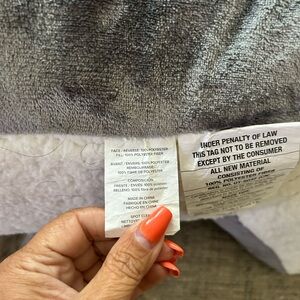 FACE / REVERSE: 100% POLYESTER
FILL: 100% POLYESTER FIBER
AVANT / ENVERS: 100% POLYESTER
REMBOURRAGE:
100% FIBRE DE POLYESTER
COMPOSICIÓN:
FRENTE / ENVÉS: 100% POLIÉSTER
RELLENO: 100% fibra de poliéster
MADE IN CHINA
FABRIQUÉ EN CHINE
HECHO EN CHINA
SPOT CLEAN
NETTOYER
UNDER PENALTY OF LAW
THIS TAG NOT TO BE REMOVED
EXCEPT BY THE CONSUMER
ALL NEW MATERIAL
CONSISTING OF
100% POLYESTER FIBER